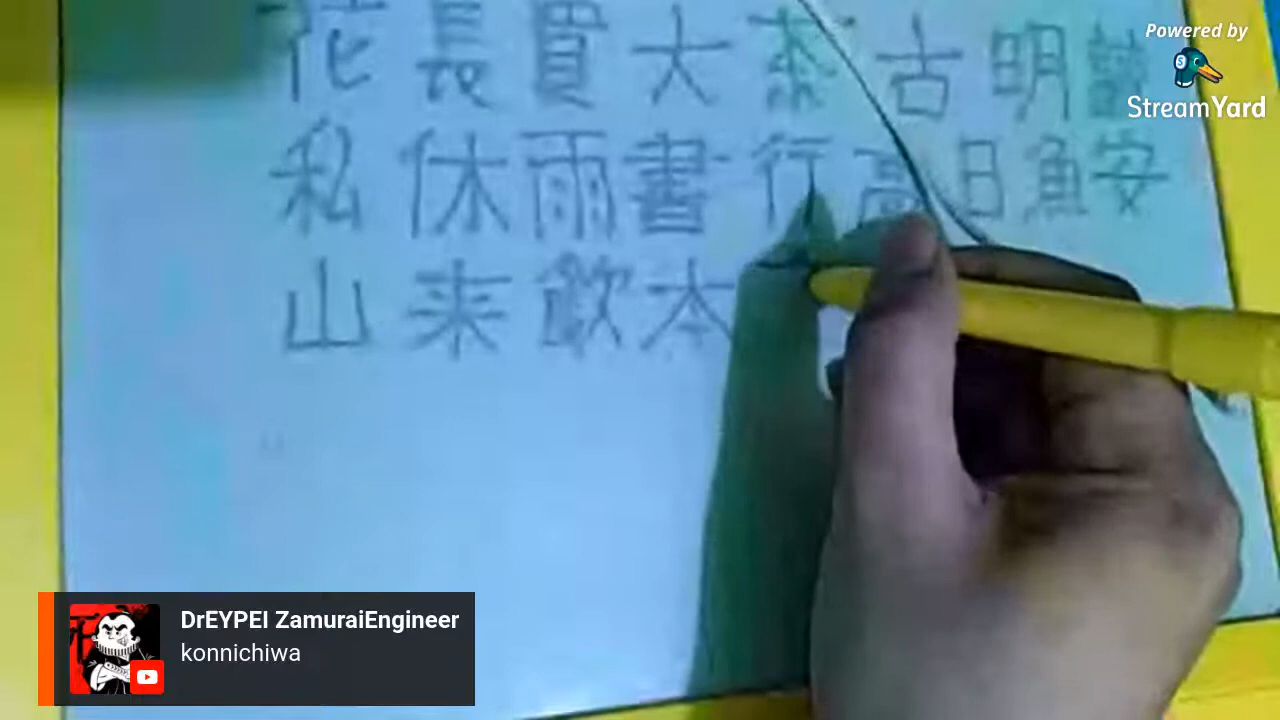 Powered by
StreamYard
花 長 買 大 茶 古 明
私 休 雨 書 行 高 日 魚 安
山 来 飲 本
DrEYPEI ZamuraiEngineer
konnichiwa